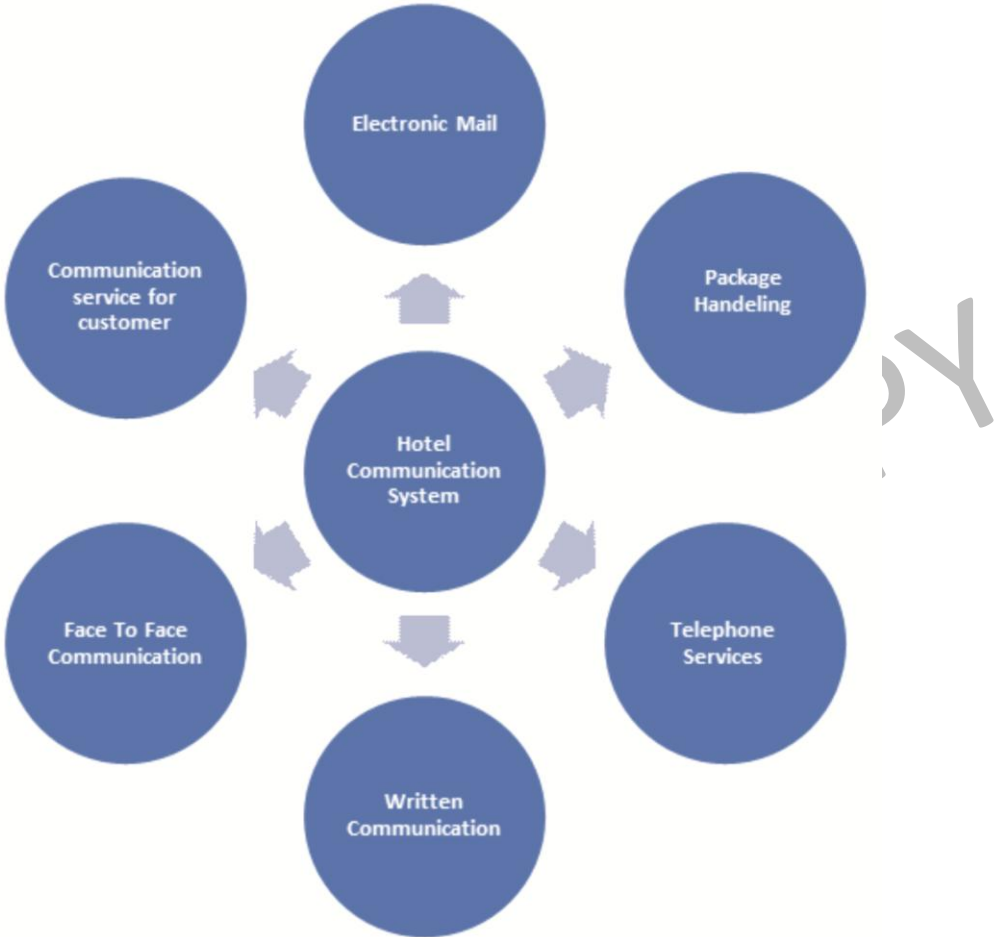 Electronic Mail
Communication
service for
customer
Package
Handeling
Hotel
Communication
System
Face To Face
Communication
Telephone
Services
Written
Communication